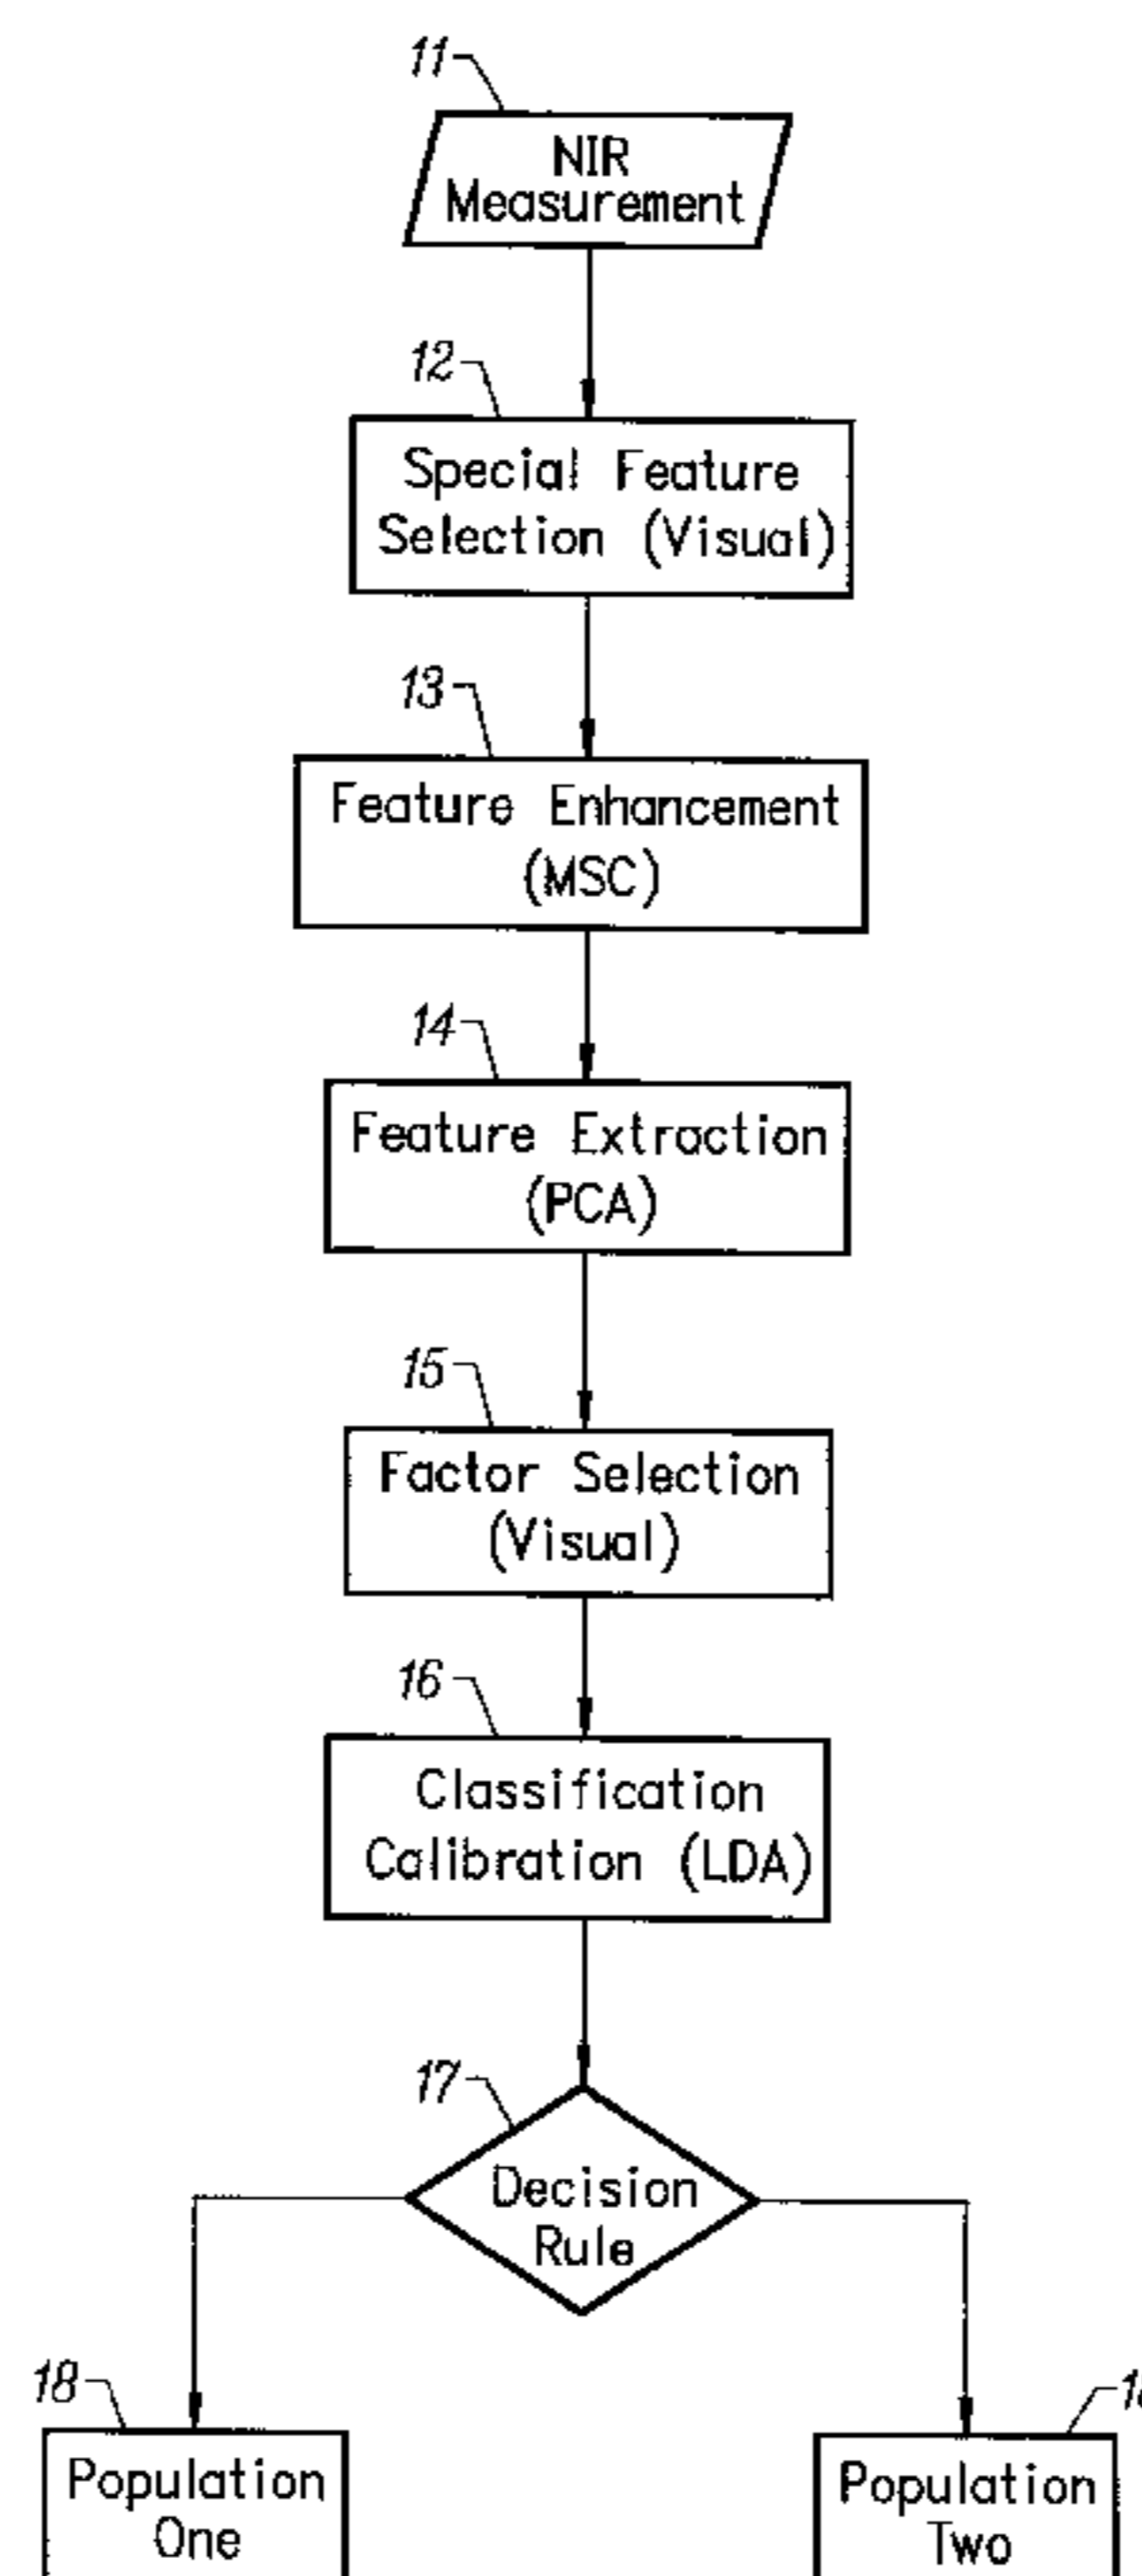 11
NIR
Measurement
12
Special Feature
Selection (Visual)
13
Feature Enhancement
(MSC)
14
Feature Extraction
(PCA)
15
Factor Selection
(Visual)
16
Classification
Calibration (LDA)
17
Decision
Rule
18
Population
One
Population
Two